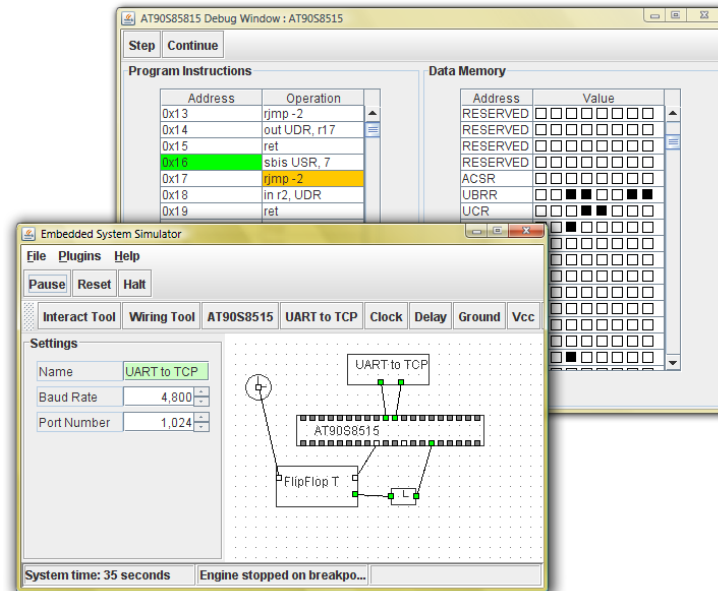 AT90S85815 Debug Window : AT90S8515
Step Continue
Program Instructions
Data Memory
Address Operation
0x13 rjmp -2
0x14 out UDR, r17
0x15 ret
0x16 sbis USR, 7
0x17 rjmp -2
0x18 in r2, UDR
0x19 ret
Address Value
RESERVED
RESERVED
RESERVED
RESERVED
ACSR
UBRR
UCR
Embedded System Simulator
File Plugins Help
Pause Reset Halt
Interact Tool Wiring Tool AT90S8515 UART to TCP Clock Delay Ground Vcc
Settings
Name UART to TCP
Baud Rate 4,800
Port Number 1,024
UART to TCP
AT90S8515
FlipFlop T
System time: 35 seconds Engine stopped on breakpo...